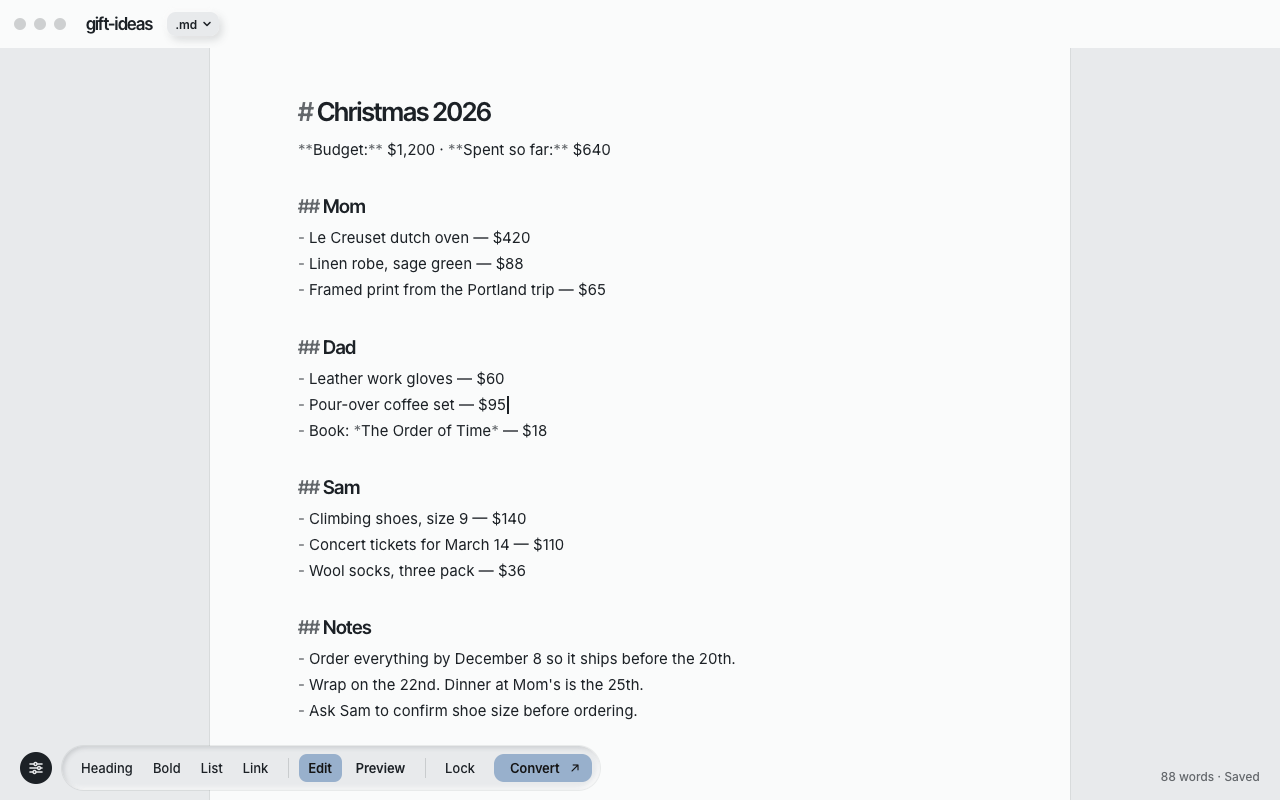 gift-ideas .md
# Christmas 2026
**Budget:** $1,200 · **Spent so far:** $640
## Mom
- Le Creuset dutch oven — $420
- Linen robe, sage green — $88
- Framed print from the Portland trip — $65
## Dad
- Leather work gloves — $60
- Pour-over coffee set — $95
- Book: *The Order of Time* — $18
## Sam
- Climbing shoes, size 9 — $140
- Concert tickets for March 14 — $110
- Wool socks, three pack — $36
## Notes
- Order everything by December 8 so it ships before the 20th.
- Wrap on the 22nd. Dinner at Mom's is the 25th.
- Ask Sam to confirm shoe size before ordering.
Heading Bold List Link Edit Preview Lock Convert
88 words · Saved